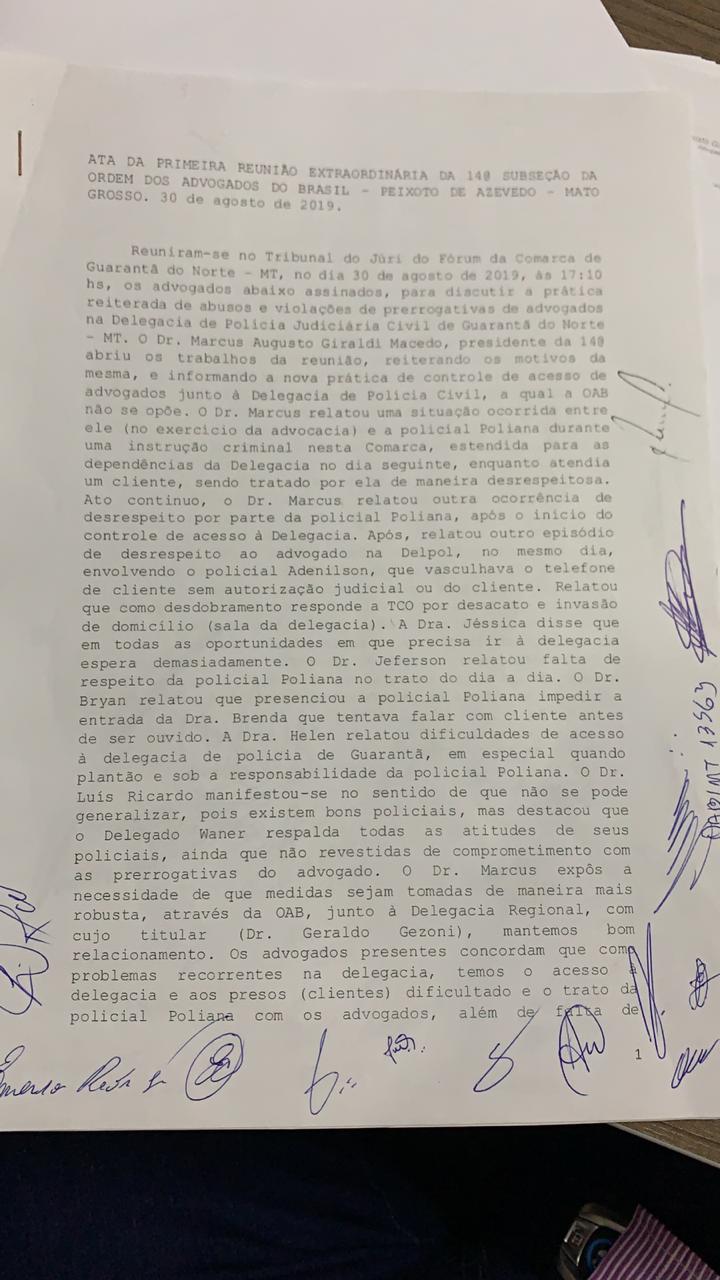 ATA DA PRIMEIRA REUNIÃO EXTRAORDINÁRIA DA 14ª SUBSEÇÃO DA
ORDEM DOS ADVOGADOS DO BRASIL - PEIXOTO DE AZEVEDO - MATO
GROSSO. 30 de agosto de 2019.
Reuniram-se no Tribunal do Júri do Fórum da Comarca de
Guarantã do Norte - MT, no dia 30 de agosto de 2019, às 17:10
hs, os advogados abaixo assinados, para discutir a prática
reiterada de abusos e violações de prerrogativas de advogados
na Delegacia de Polícia Judiciária Civil de Guarantã do Norte
- MT. O Dr. Marcus Augusto Giraldi Macedo, presidente da 14ª
abriu os trabalhos da reunião, reiterando os motivos da
mesma, e informando a nova prática de controle de acesso de
advogados junto à Delegacia de Polícia Civil, a qual a OAB
não se opõe. O Dr. Marcus relatou uma situação ocorrida entre
ele (no exercício da advocacia) e a policial Poliana durante
uma instrução criminal nesta Comarca, estendida para as
dependências da Delegacia no dia seguinte, enquanto atendia
um cliente, sendo tratado por ela de maneira desrespeitosa.
Ato contínuo, o Dr. Marcus relatou outra ocorrência de
desrespeito por parte da policial Poliana, após o início do
controle de acesso à Delegacia. Após, relatou outro episódio
de desrespeito ao advogado na Delpol, no mesmo dia,
envolvendo o policial Adenilson, que vasculhava o telefone
de cliente sem autorização judicial ou do cliente. Relatou
que como desdobramento responde a TCO por desacato e invasão
de domicílio (sala da delegacia). A Dra. Jéssica disse que
em todas as oportunidades em que precisa ir à delegacia
espera demasiadamente. O Dr. Jeferson relatou falta de
respeito da policial Poliana no trato do dia a dia. O Dr.
Bryan relatou que presenciou a policial Poliana impedir a
entrada da Dra. Brenda que tentava falar com cliente antes
de ser ouvido. A Dra. Helen relatou dificuldades de acesso
à delegacia de polícia de Guarantã, em especial quando
plantão e sob a responsabilidade da policial Poliana. O Dr.
Luís Ricardo manifestou-se no sentido de que não se pode
generalizar, pois existem bons policiais, mas destacou que
o Delegado Waner respalda todas as atitudes de seus
policiais, ainda que não revestidas de comprometimento com
as prerrogativas do advogado. O Dr. Marcus expôs a
necessidade de que medidas sejam tomadas de maneira mais
robusta, através da OAB, junto à Delegacia Regional, com
cujo titular (Dr. Geraldo Gezoni), mantemos bom
relacionamento. Os advogados presentes concordam que como
problemas recorrentes na delegacia, temos o acesso à
delegacia e aos presos (clientes) dificultado e o trato da
policial Poliana com os advogados, além de falta de
1
OAB/MT 13563